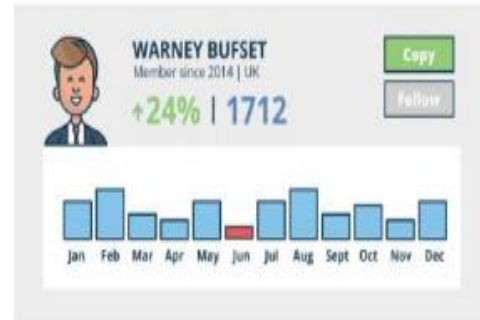 WARNEY BUFSET
Member since 2014 | UK
↑24% | 1712
Copy
Follow
Jan Feb Mar Apr May Jun Jul Aug Sept Oct Nov Dec